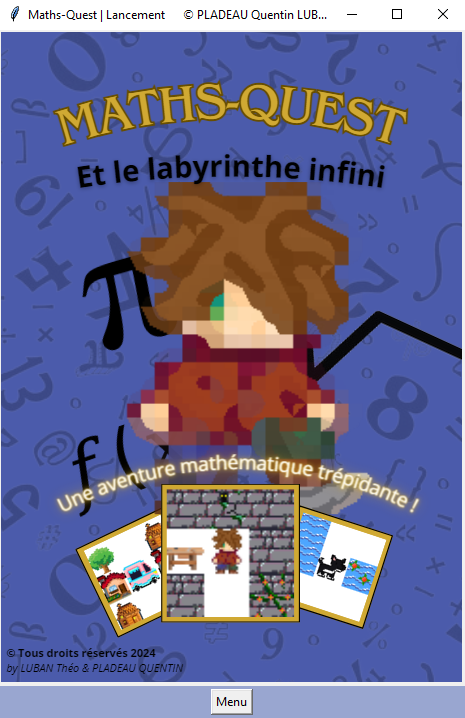 Maths-Quest | Lancement © PLADEAU Quentin LUB...
MATHS-QUEST
Et le labyrinthe infini
π
f(
Une aventure mathématique trépidante !
© Tous droits réservés 2024
by LUBAN Théo & PLADEAU QUENTIN
Menu